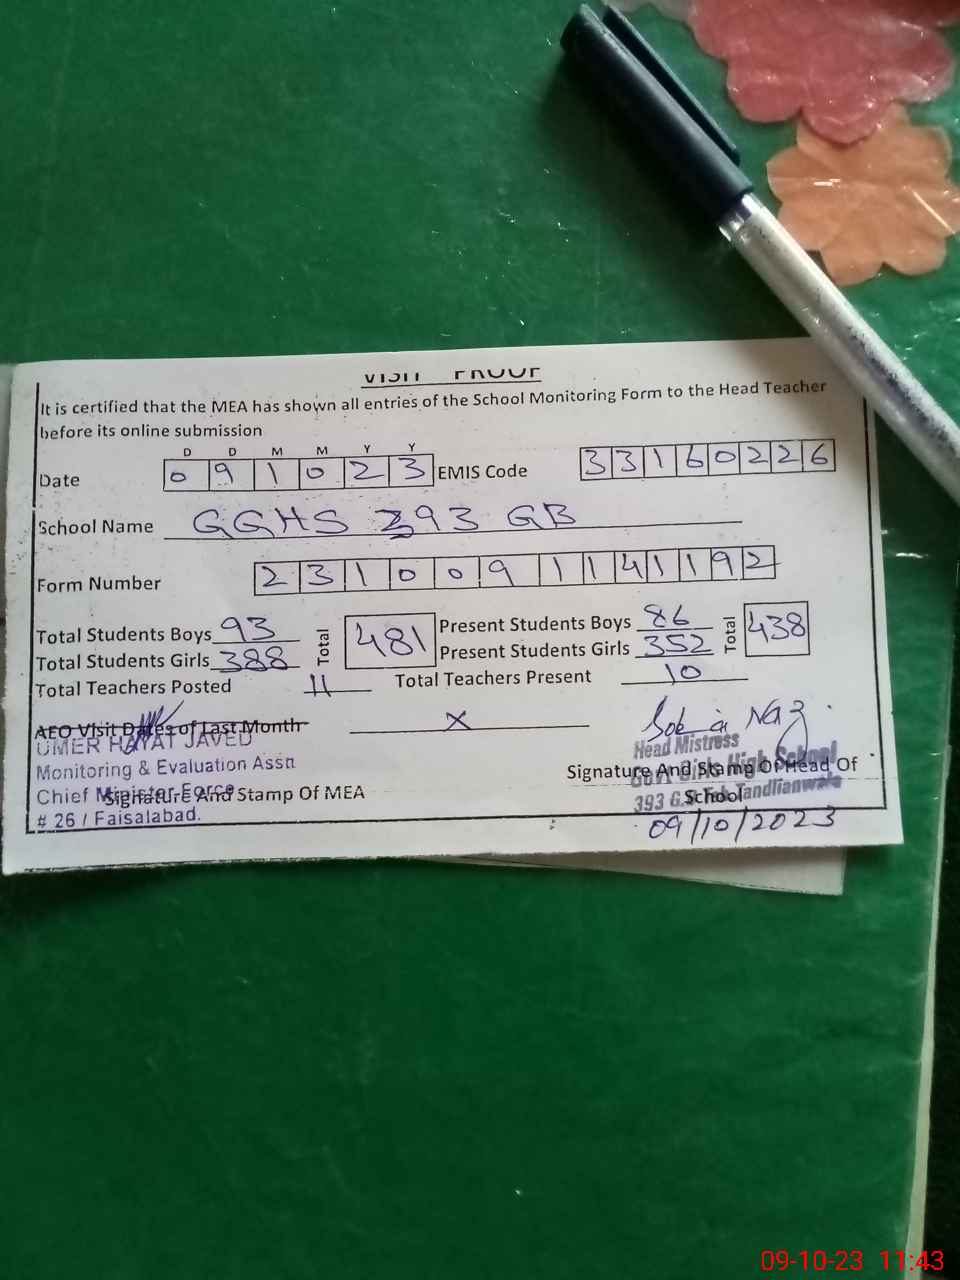 VISIT PROOF
It is certified that the MEA has shown all entries of the School Monitoring Form to the Head Teacher
before its online submission
D D M M Y Y
Date 0 9 1 0 2 3 EMIS Code 3 3 1 6 0 2 2 6
School Name GGHS 393 GB
Form Number 2 3 1 0 0 9 1 1 4 1 1 9 2
Total Students Boys 93 Total 481 Present Students Boys 86 Total 438
Total Students Girls 388 Present Students Girls 352
Total Teachers Posted 11 Total Teachers Present 10
AEO Visit Dates of Last Month X
UMER HAYAT JAVED
Monitoring & Evaluation Assn
Chief Minister Force
# 26 / Faisalabad.
Signature And Stamp Of MEA
Head Mistress
Govt Girls High School
393 G.B Tandlianwala
Signature And Stamp Of Head Of
School
09/10/2023
09-10-23 11:43